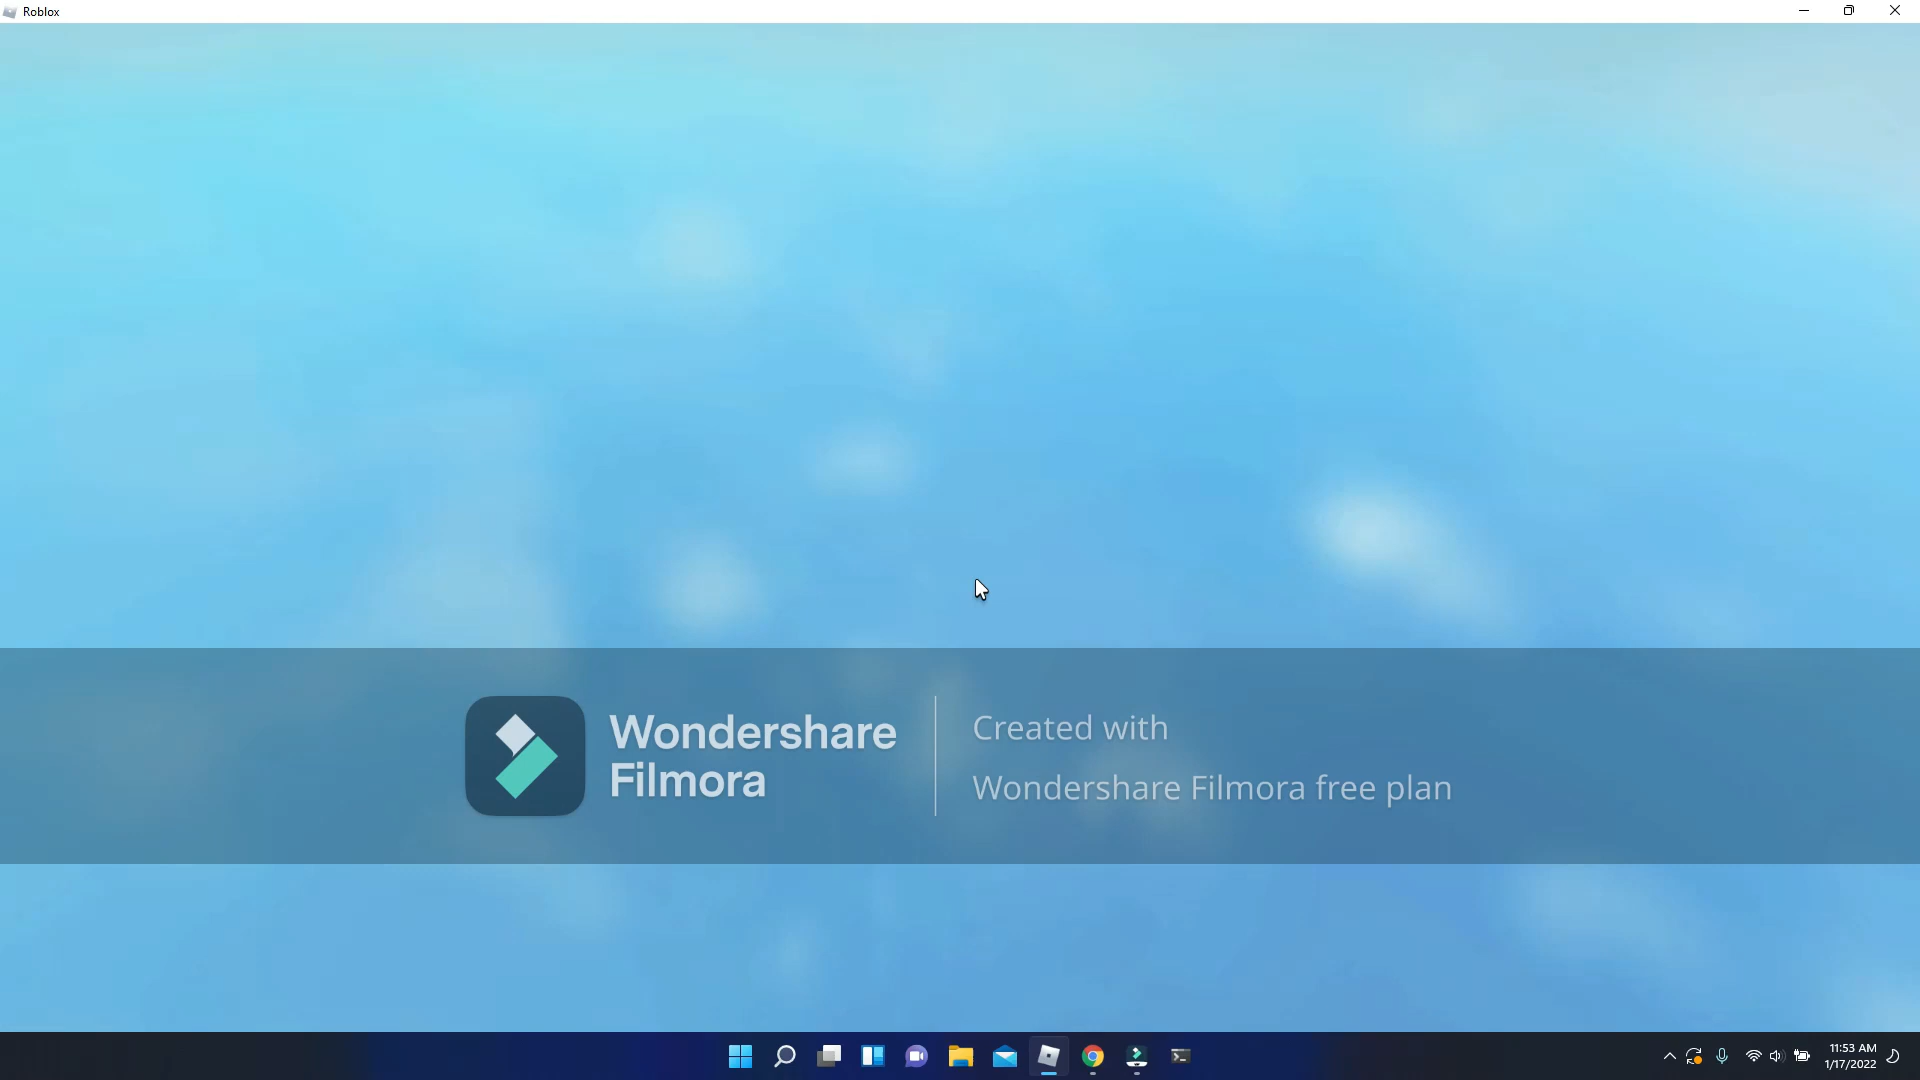 Roblox
Wondershare
Filmora
Created with
Wondershare Filmora free plan
11:53 AM
1/17/2022